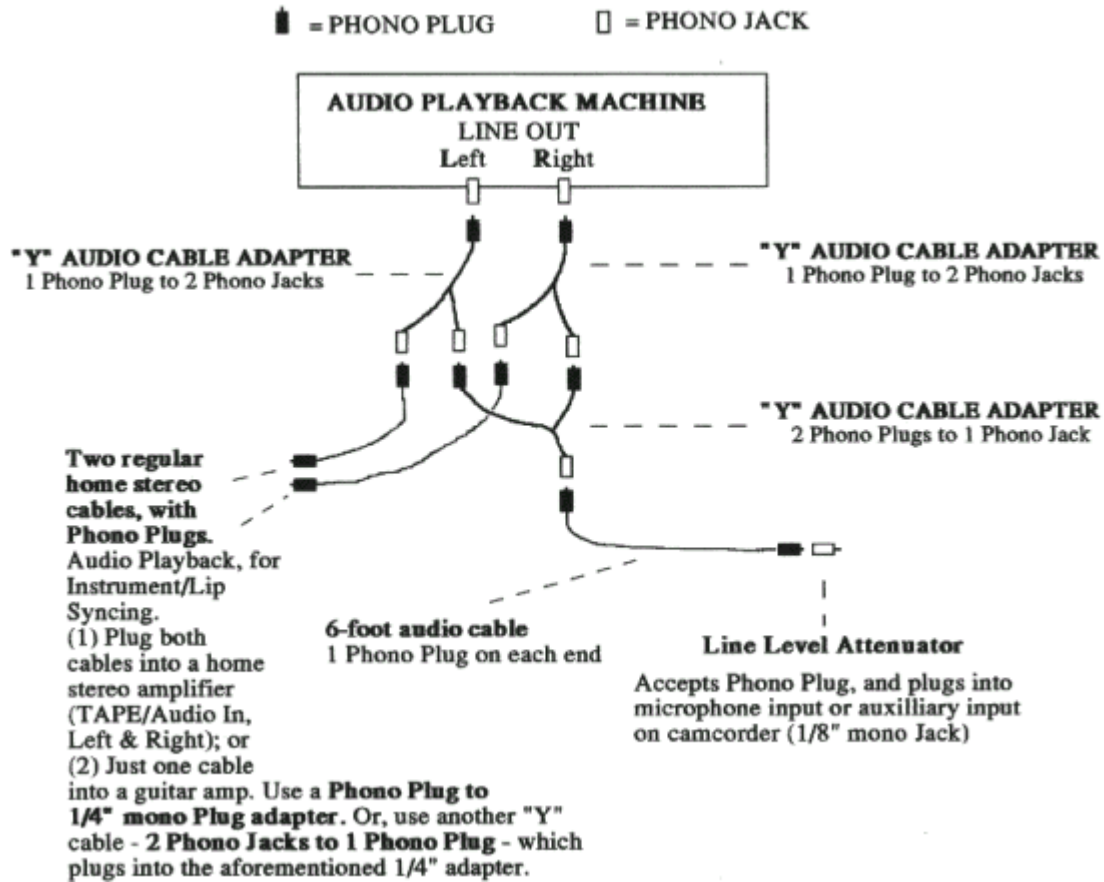 = PHONO PLUG
= PHONO JACK
AUDIO PLAYBACK MACHINE
LINE OUT
Left Right
"Y" AUDIO CABLE ADAPTER
1 Phono Plug to 2 Phono Jacks
"Y" AUDIO CABLE ADAPTER
1 Phono Plug to 2 Phono Jacks
"Y" AUDIO CABLE ADAPTER
2 Phono Plugs to 1 Phono Jack
Two regular
home stereo
cables, with
Phono Plugs.
Audio Playback, for
Instrument/Lip
Syncing.
(1) Plug both
cables into a home
stereo amplifier
(TAPE/Audio In,
Left & Right); or
(2) Just one cable
into a guitar amp. Use a Phono Plug to
1/4" mono Plug adapter. Or, use another "Y"
cable - 2 Phono Jacks to 1 Phono Plug - which
plugs into the aforementioned 1/4" adapter.
6-foot audio cable
1 Phono Plug on each end
Line Level Attenuator
Accepts Phono Plug, and plugs into
microphone input or auxilliary input
on camcorder (1/8" mono Jack)